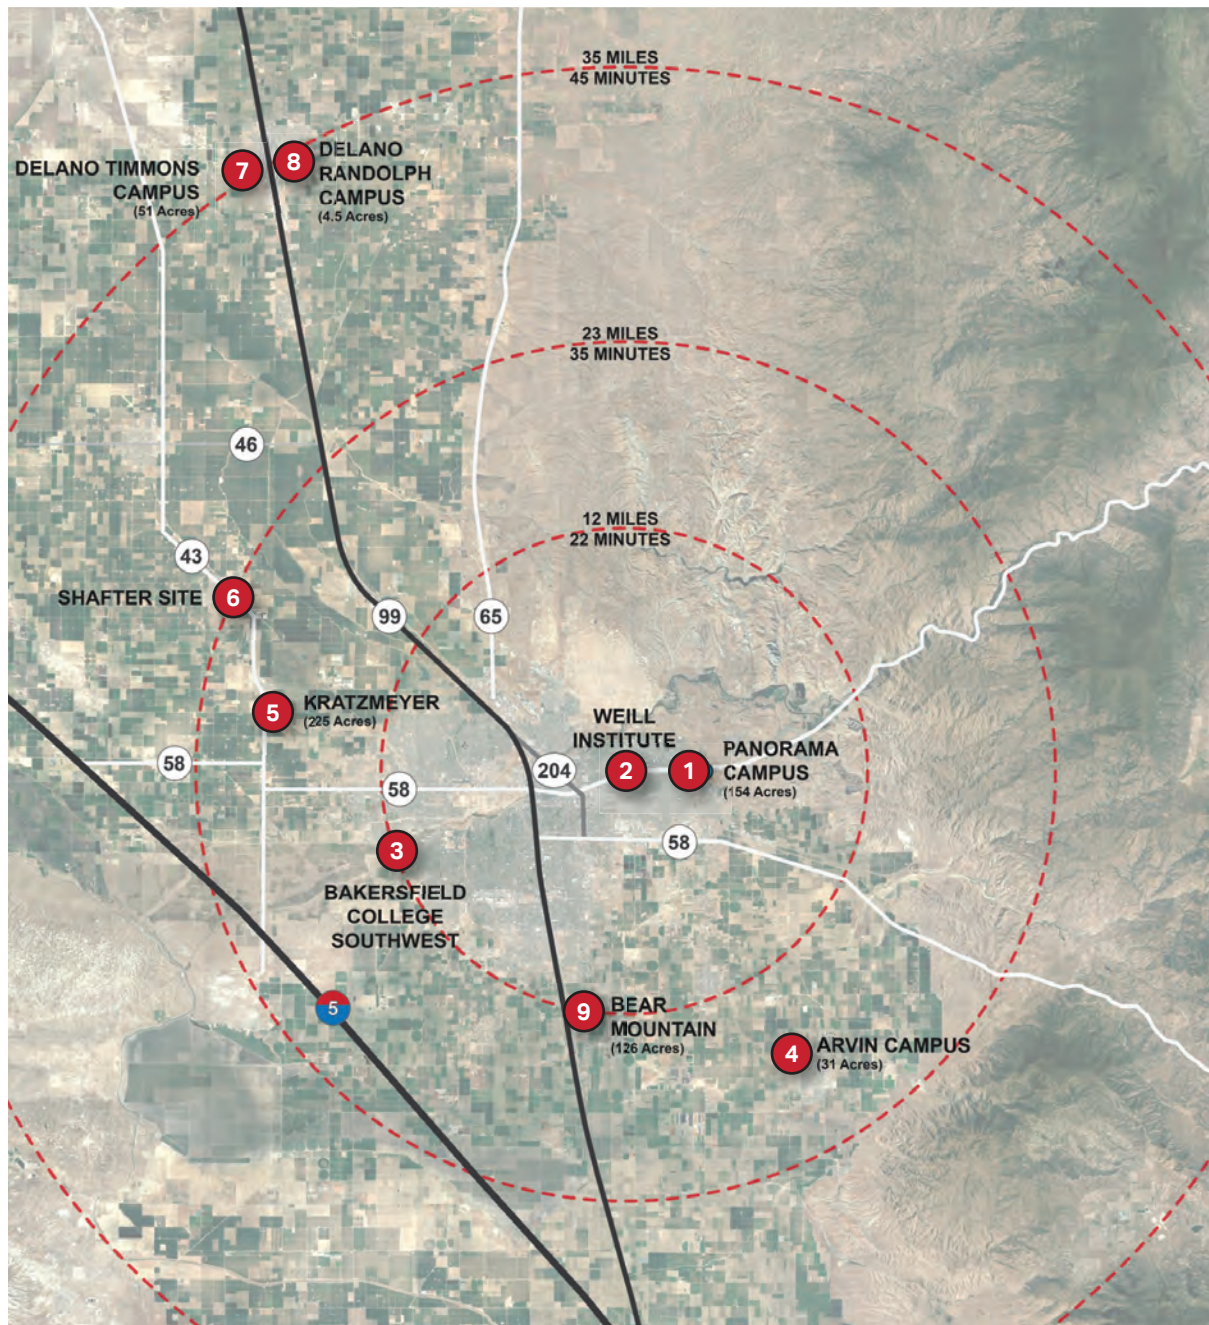 35 MILES
45 MINUTES
DELANO TIMMONS
CAMPUS
(51 Acres)
7
8
DELANO
RANDOLPH
CAMPUS
(4.5 Acres)
23 MILES
35 MINUTES
46
12 MILES
22 MINUTES
43
SHAFTER SITE
6
99
65
5
KRATZMEYER
(225 Acres)
WEILL
INSTITUTE
2
1
PANORAMA
CAMPUS
(154 Acres)
58
204
58
58
3
BAKERSFIELD
COLLEGE
SOUTHWEST
5
9
BEAR
MOUNTAIN
(126 Acres)
4
ARVIN CAMPUS
(31 Acres)